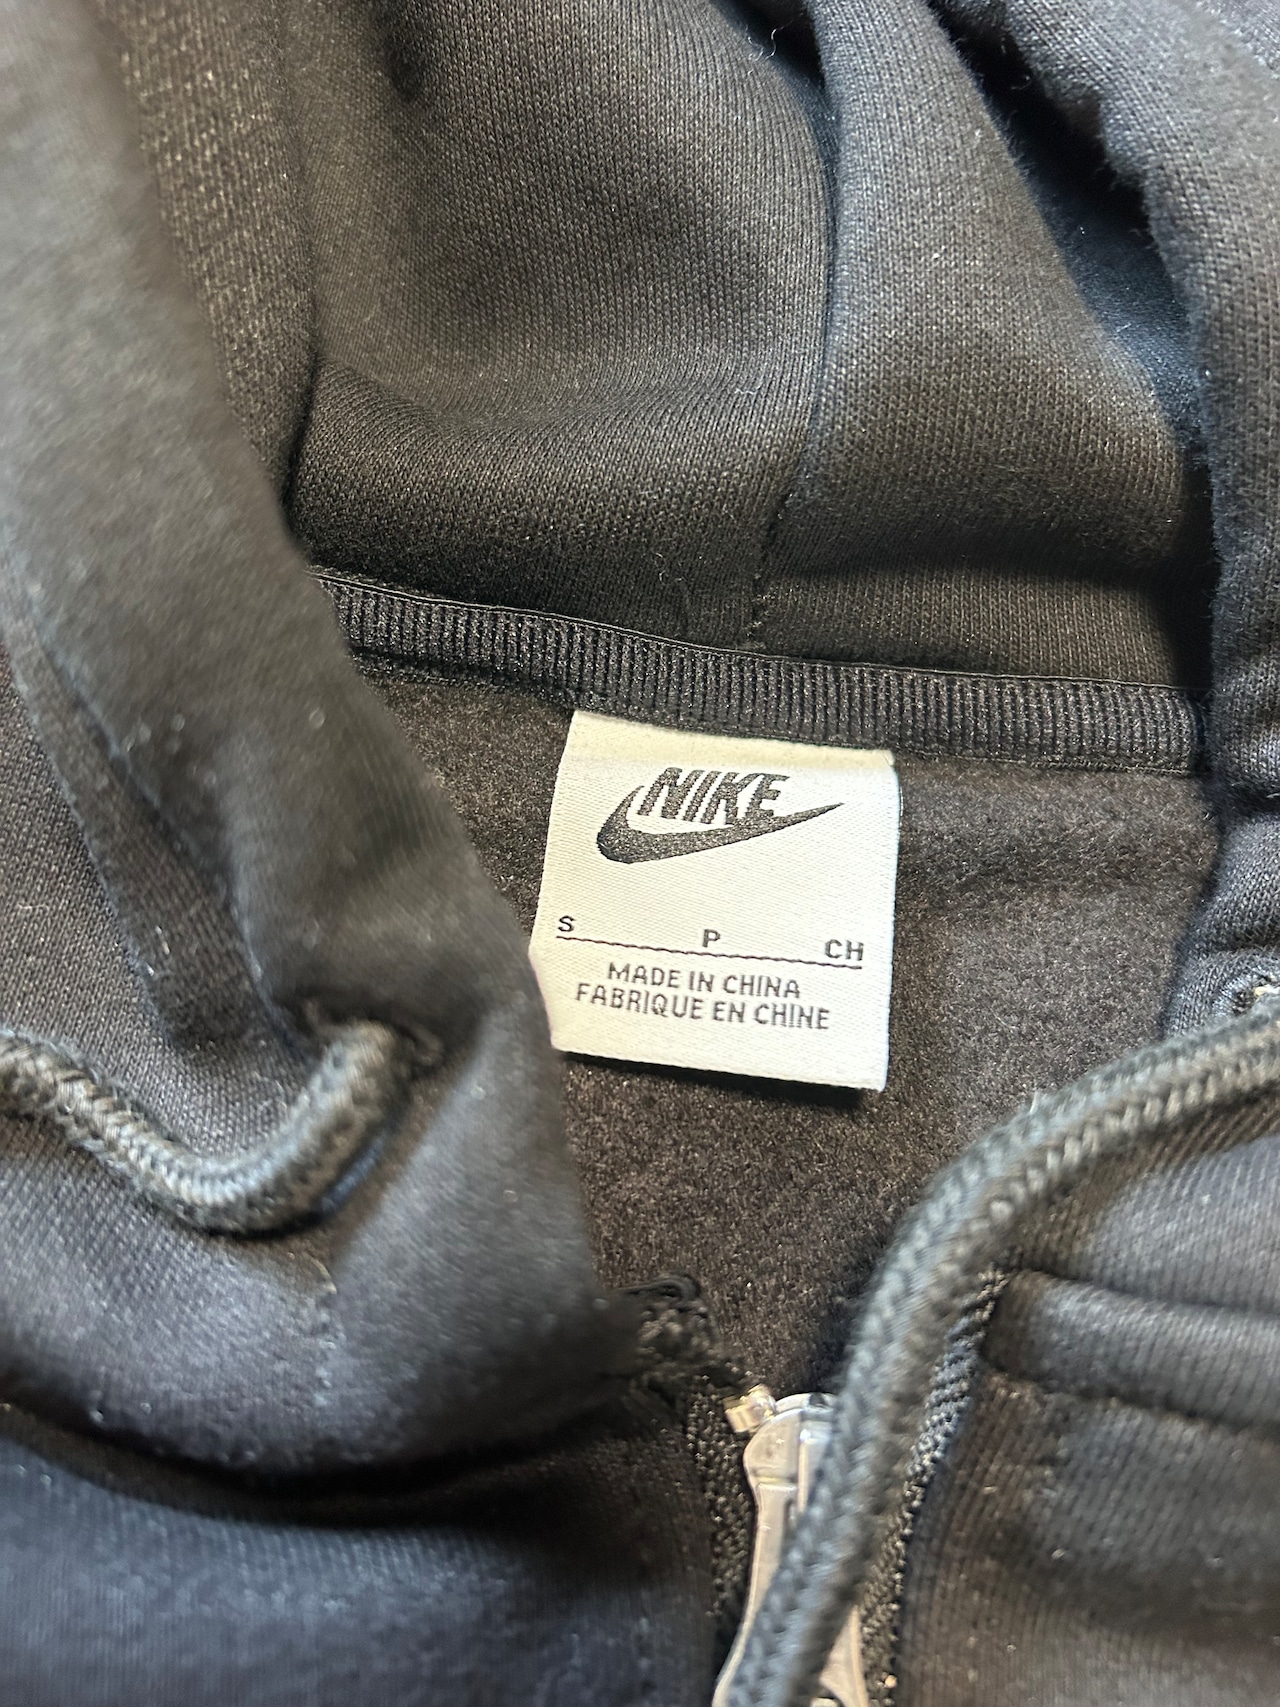 NIKE
S P CH
MADE IN CHINA
FABRIQUE EN CHINE